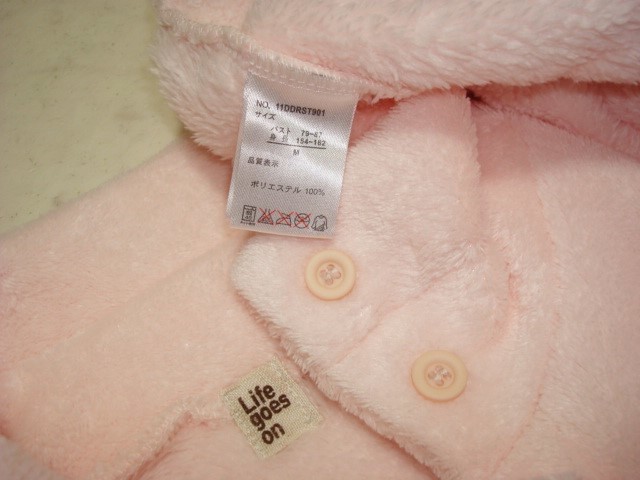 NO. 11DDRST901
サイズ
バスト 79~87
身長 154~162
M
品質表示
ポリエステル 100%
Life
goes
on